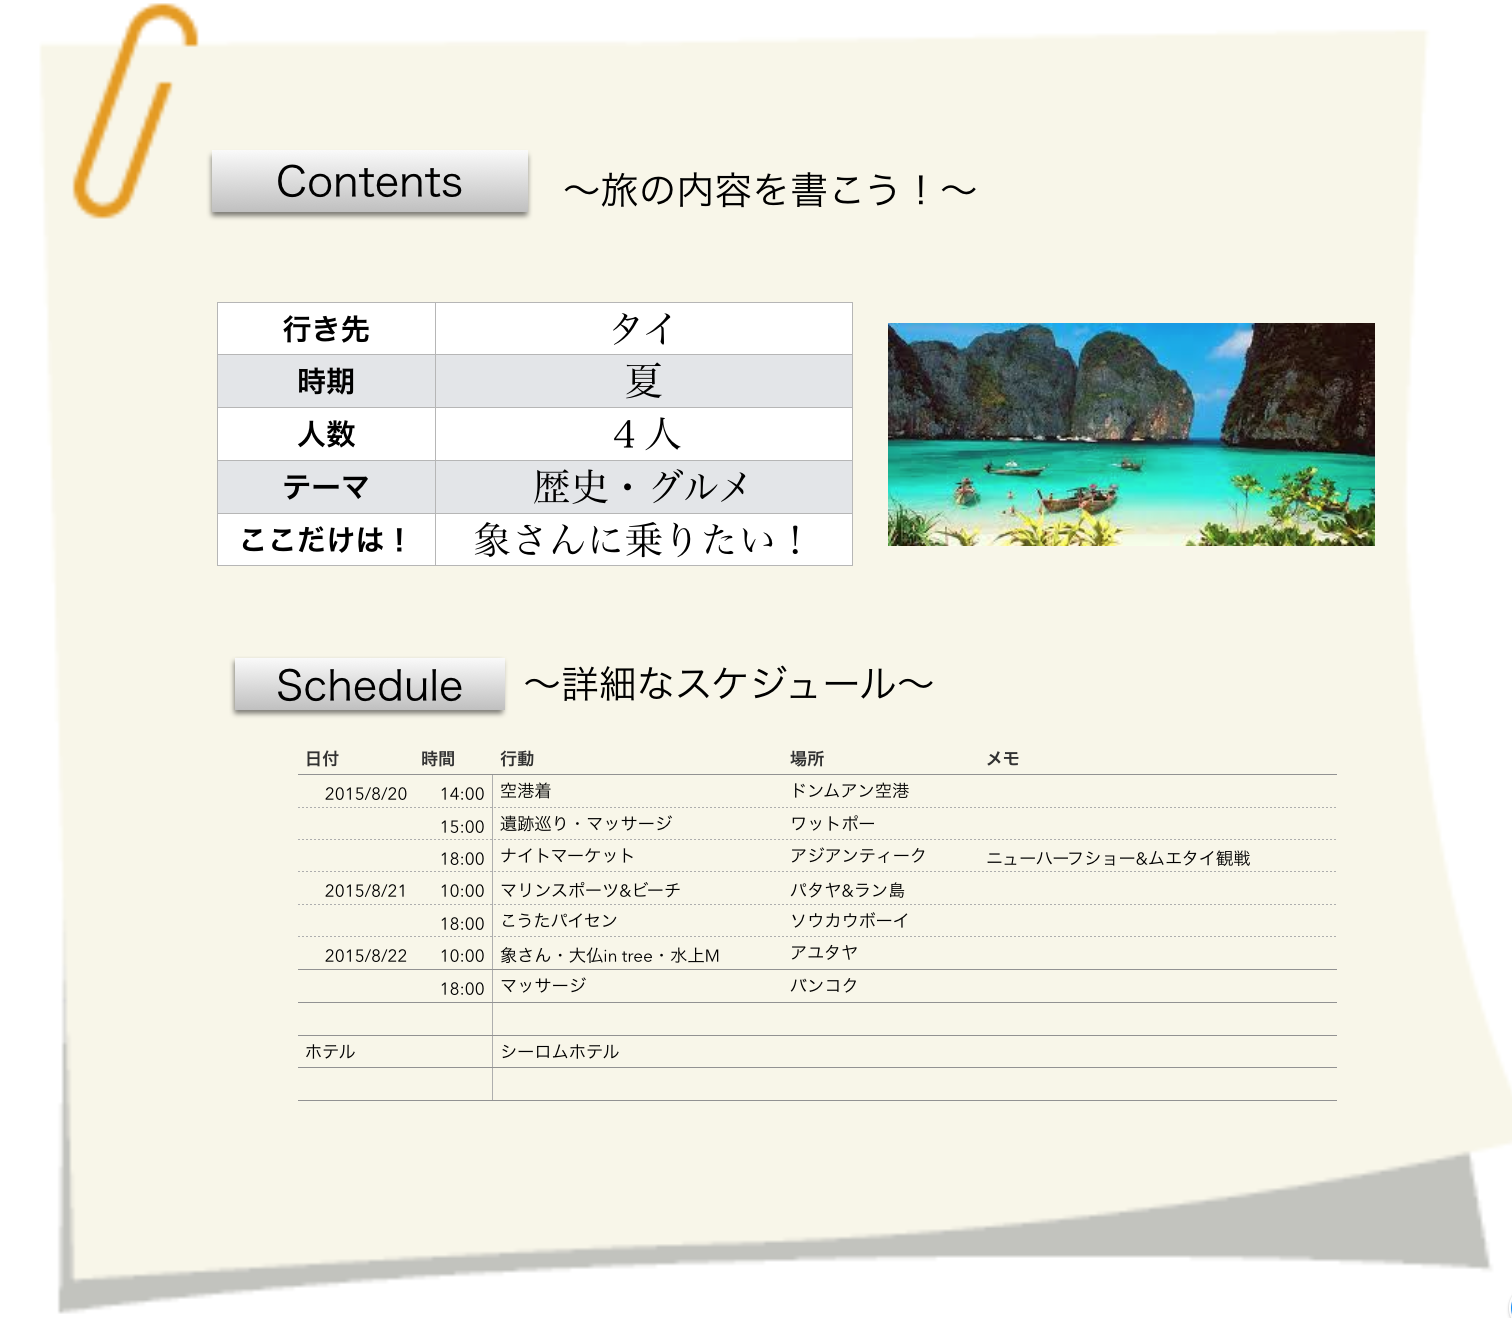 Contents ～旅の内容を書こう！～
行き先 タイ
時期 夏
人数 ４人
テーマ 歴史・グルメ
ここだけは！ 象さんに乗りたい！
Schedule ～詳細なスケジュール～
日付 時間 行動 場所 メモ
2015/8/20 14:00 空港着 ドンムアン空港
15:00 遺跡巡り・マッサージ ワットポー
18:00 ナイトマーケット アジアンティーク ニューハーフショー&ムエタイ観戦
2015/8/21 10:00 マリンスポーツ&ビーチ パタヤ&ラン島
18:00 こうたパイセン ソウカウボーイ
2015/8/22 10:00 象さん・大仏in tree・水上M アユタヤ
18:00 マッサージ バンコク
ホテル シーロムホテル